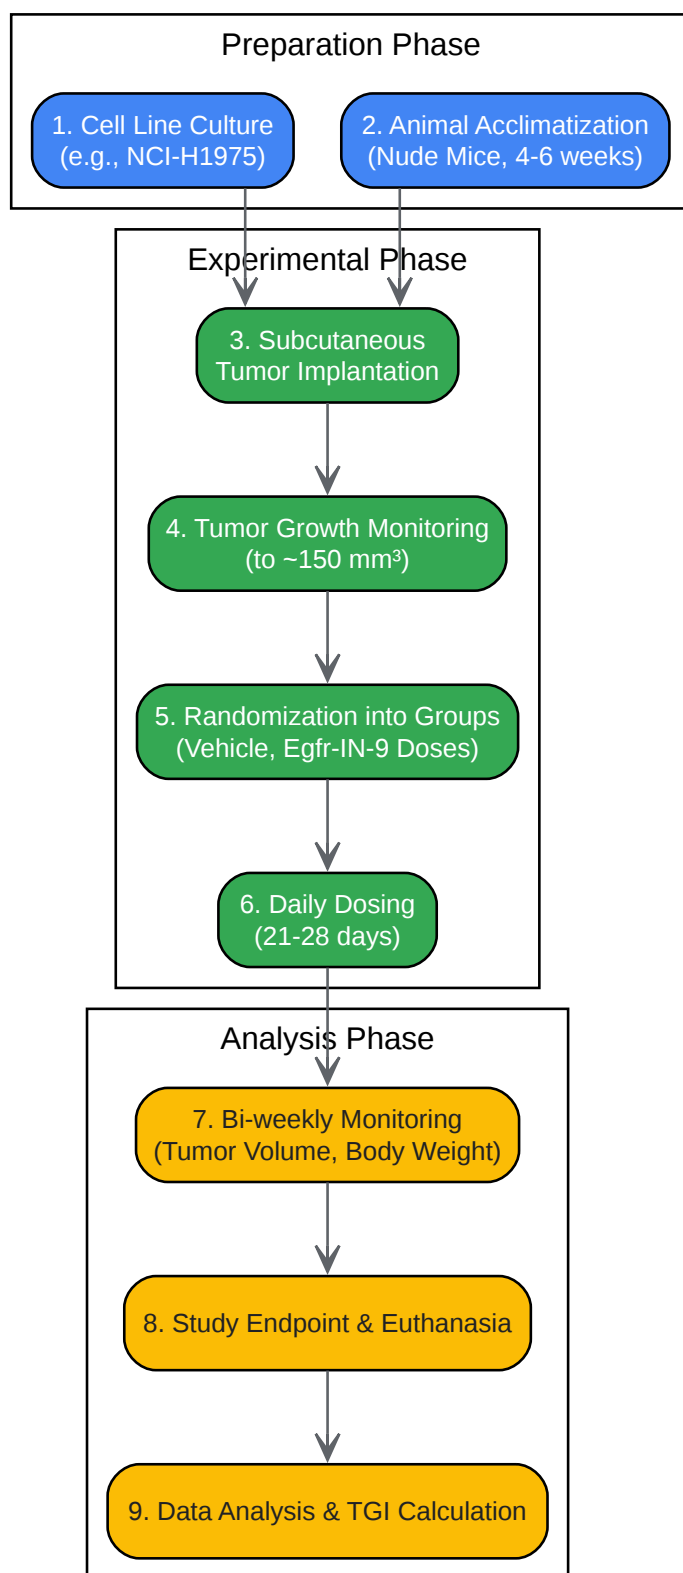 Preparation Phase
1. Cell Line Culture
(e.g., NCI-H1975)
2. Animal Acclimatization
(Nude Mice, 4-6 weeks)
Experimental Phase
3. Subcutaneous
Tumor Implantation
4. Tumor Growth Monitoring
(to ~150 mm³)
5. Randomization into Groups
(Vehicle, Egfr-IN-9 Doses)
6. Daily Dosing
(21-28 days)
Analysis Phase
7. Bi-weekly Monitoring
(Tumor Volume, Body Weight)
8. Study Endpoint & Euthanasia
9. Data Analysis & TGI Calculation